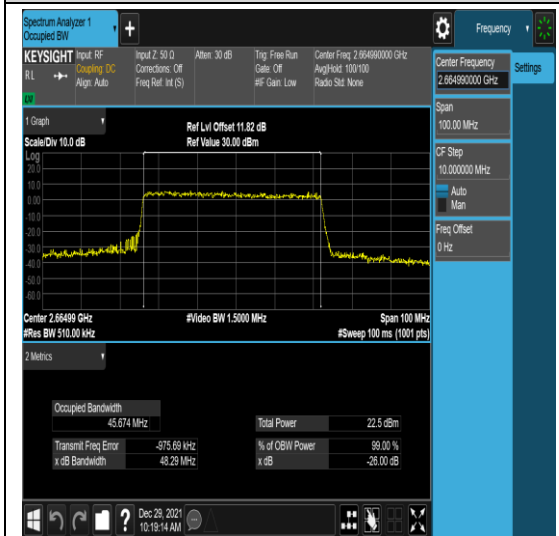 Spectrum Analyzer 1
Occupied BW
+
Frequency
KEYSIGHT
RL
Input: RF
Coupling: DC
Align: Auto
Input Z: 50 Ω
Corrections: Off
Freq Ref: Int (S)
Atten: 30 dB
Trig: Free Run
Gate: Off
#IF Gain: Low
Center Freq: 2.664990000 GHz
Avg|Hold: 100/100
Radio Std: None
Center Frequency
2.664990000 GHz
Settings
Span
100.00 MHz
CF Step
10.000000 MHz
Auto
Man
Freq Offset
0 Hz
1 Graph
Scale/Div 10.0 dB
Ref Lvl Offset 11.82 dB
Ref Value 30.00 dBm
Log
20.0
10.0
0.00
-10.0
-20.0
-30.0
-40.0
-50.0
-60.0
Center 2.66499 GHz
#Video BW 1.5000 MHz
Span 100 MHz
#Res BW 510.00 kHz
#Sweep 100 ms (1001 pts)
2 Metrics
Occupied Bandwidth
45.674 MHz
Total Power 22.5 dBm
Transmit Freq Error -975.69 kHz
% of OBW Power 99.00 %
x dB Bandwidth 48.29 MHz
x dB -26.00 dB
?
Dec 29, 2021
10:19:14 AM